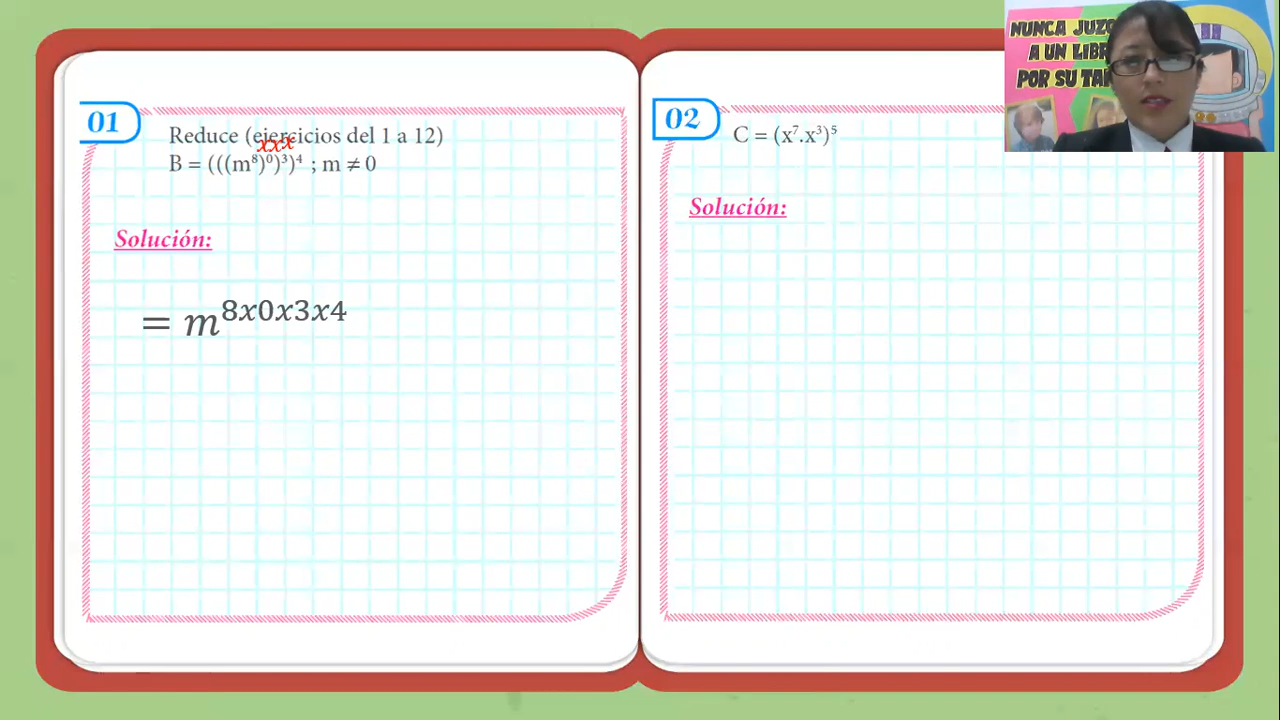 01
Reduce (ejercicios del 1 a 12)
xxx
B = (((m⁸)⁰)³)⁴ ; m ≠ 0
Solución:
= m^{8x0x3x4}
02
C = (x⁷.x³)⁵
Solución:
NUNCA JUZ
A UN LIBR
POR SU TA